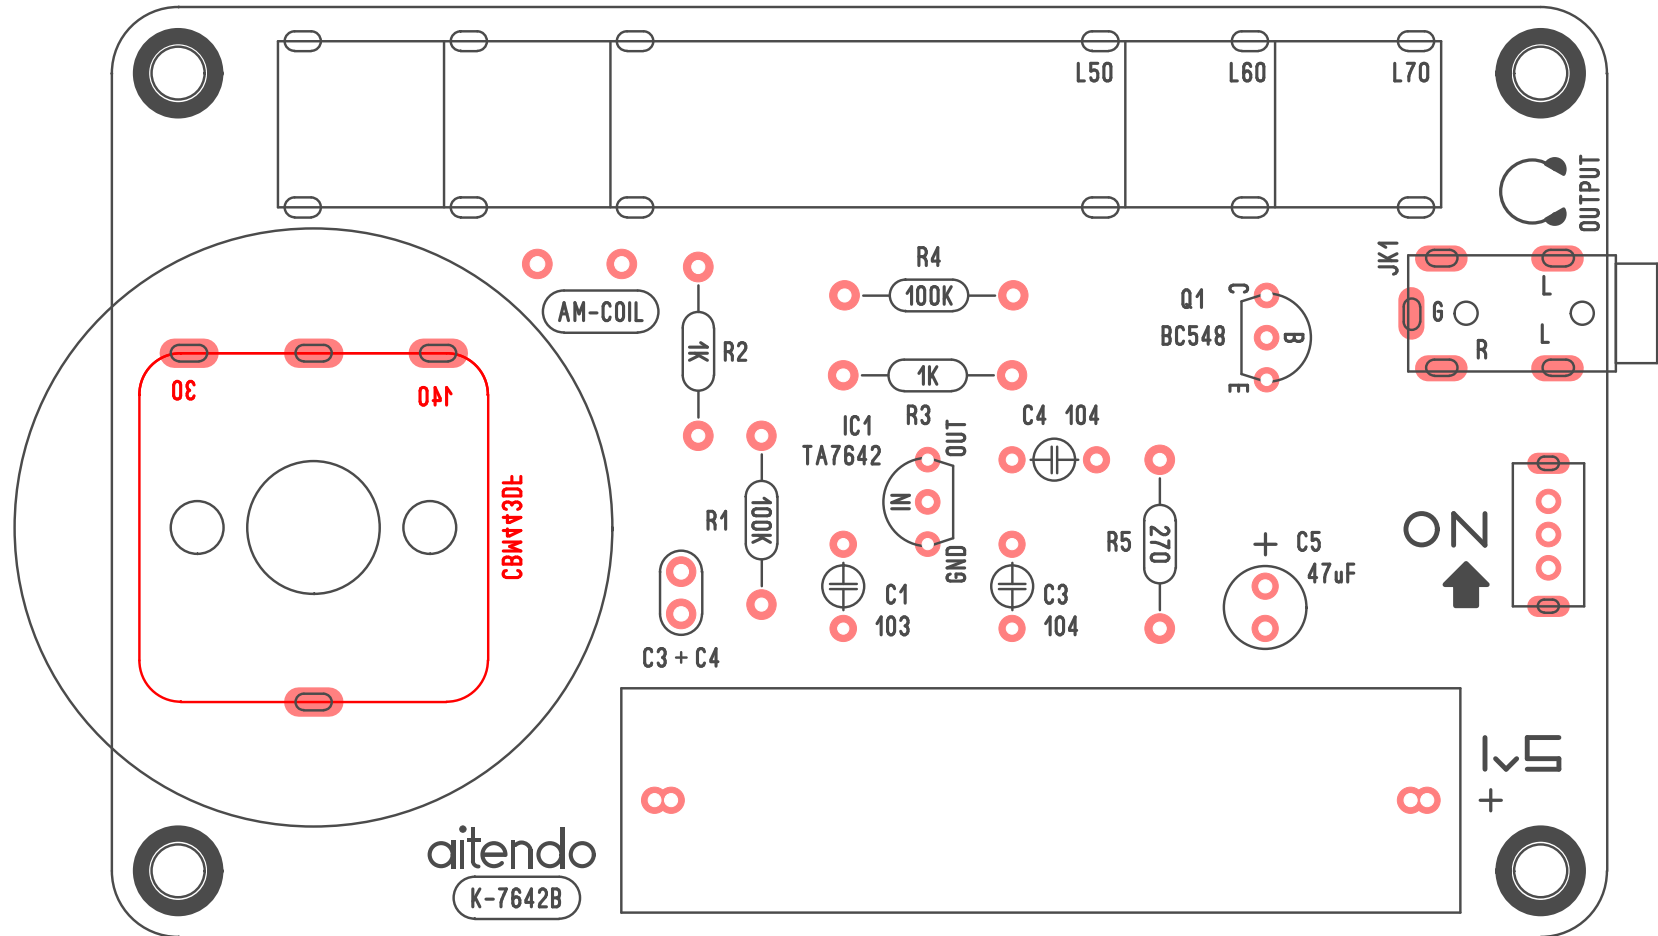 L50 L60 L70
OUTPUT
JK1
R4
100K
AM-COIL
Q1
BC548
C
B
E
L
G
R
L
1K
R2
1K
R3
30
140
IC1
TA7642
OUT
IN
GND
C4 104
CBM443DF
R1
100K
R5
270
ON
+ C5
47uF
C1
103
C3
104
C3 + C4
1v5
+
aitendo
K-7642B